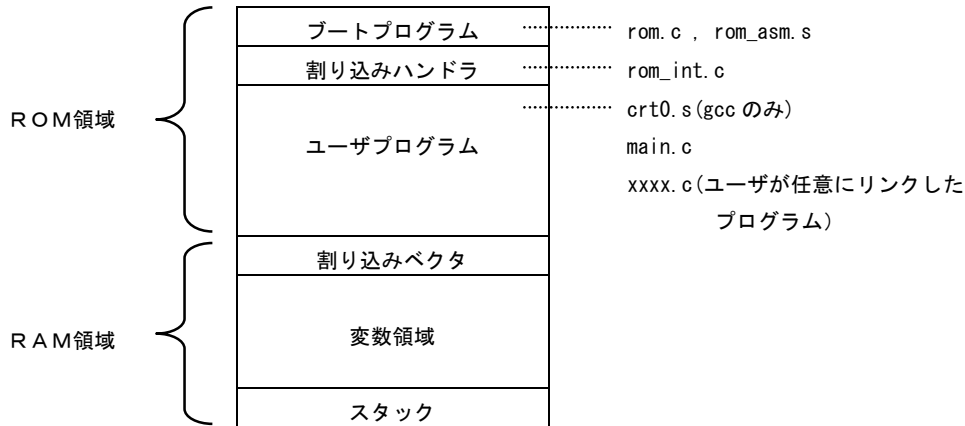 ブートプログラム ……………… rom.c , rom_asm.s
割り込みハンドラ ……………… rom_int.c
……………… crt0.s(gcc のみ)
ROM領域
ユーザプログラム
main.c
xxxx.c(ユーザが任意にリンクした
プログラム)
割り込みベクタ
RAM領域
変数領域
スタック